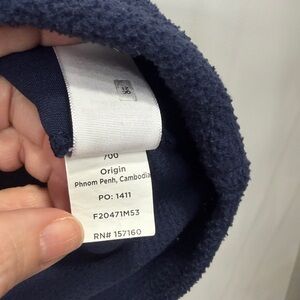 700
Origin
Phnom Penh, Cambodia
PO: 1411
F20471M53
RN# 157160